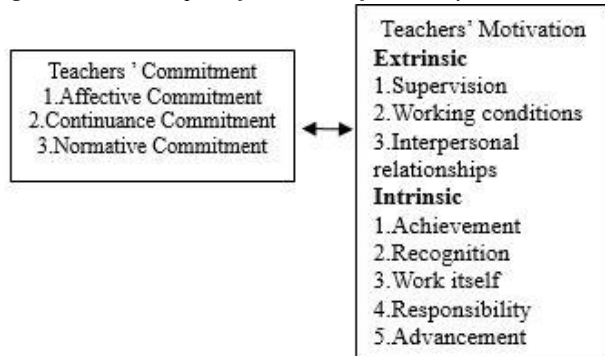 Teachers ’ Commitment
1.Affective Commitment
2.Continuance Commitment
3.Normative Commitment
Teachers’ Motivation
Extrinsic
1.Supervision
2.Working conditions
3.Interpersonal
relationships
Intrinsic
1.Achievement
2.Recognition
3.Work itself
4.Responsibility
5.Advancement